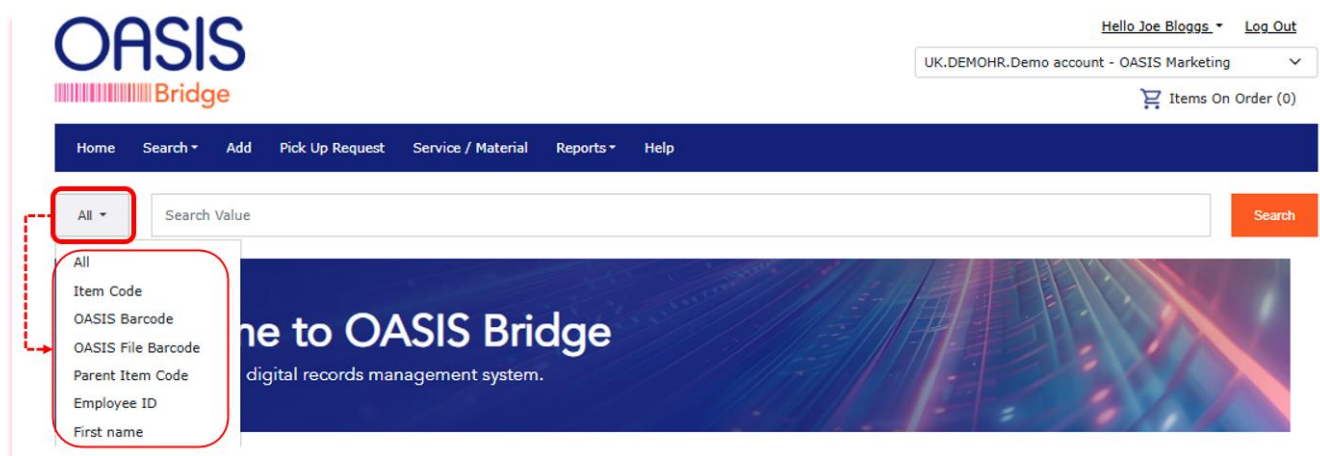 OASIS
Bridge
Hello Joe Bloggs
Log Out
UK.DEMOHR.Demo account - OASIS Marketing
Items On Order (0)
Home Search Add Pick Up Request Service / Material Reports Help
All Search Value Search
All
Item Code
OASIS Barcode
OASIS File Barcode
Parent Item Code
Employee ID
First name
to OASIS Bridge
digital records management system.